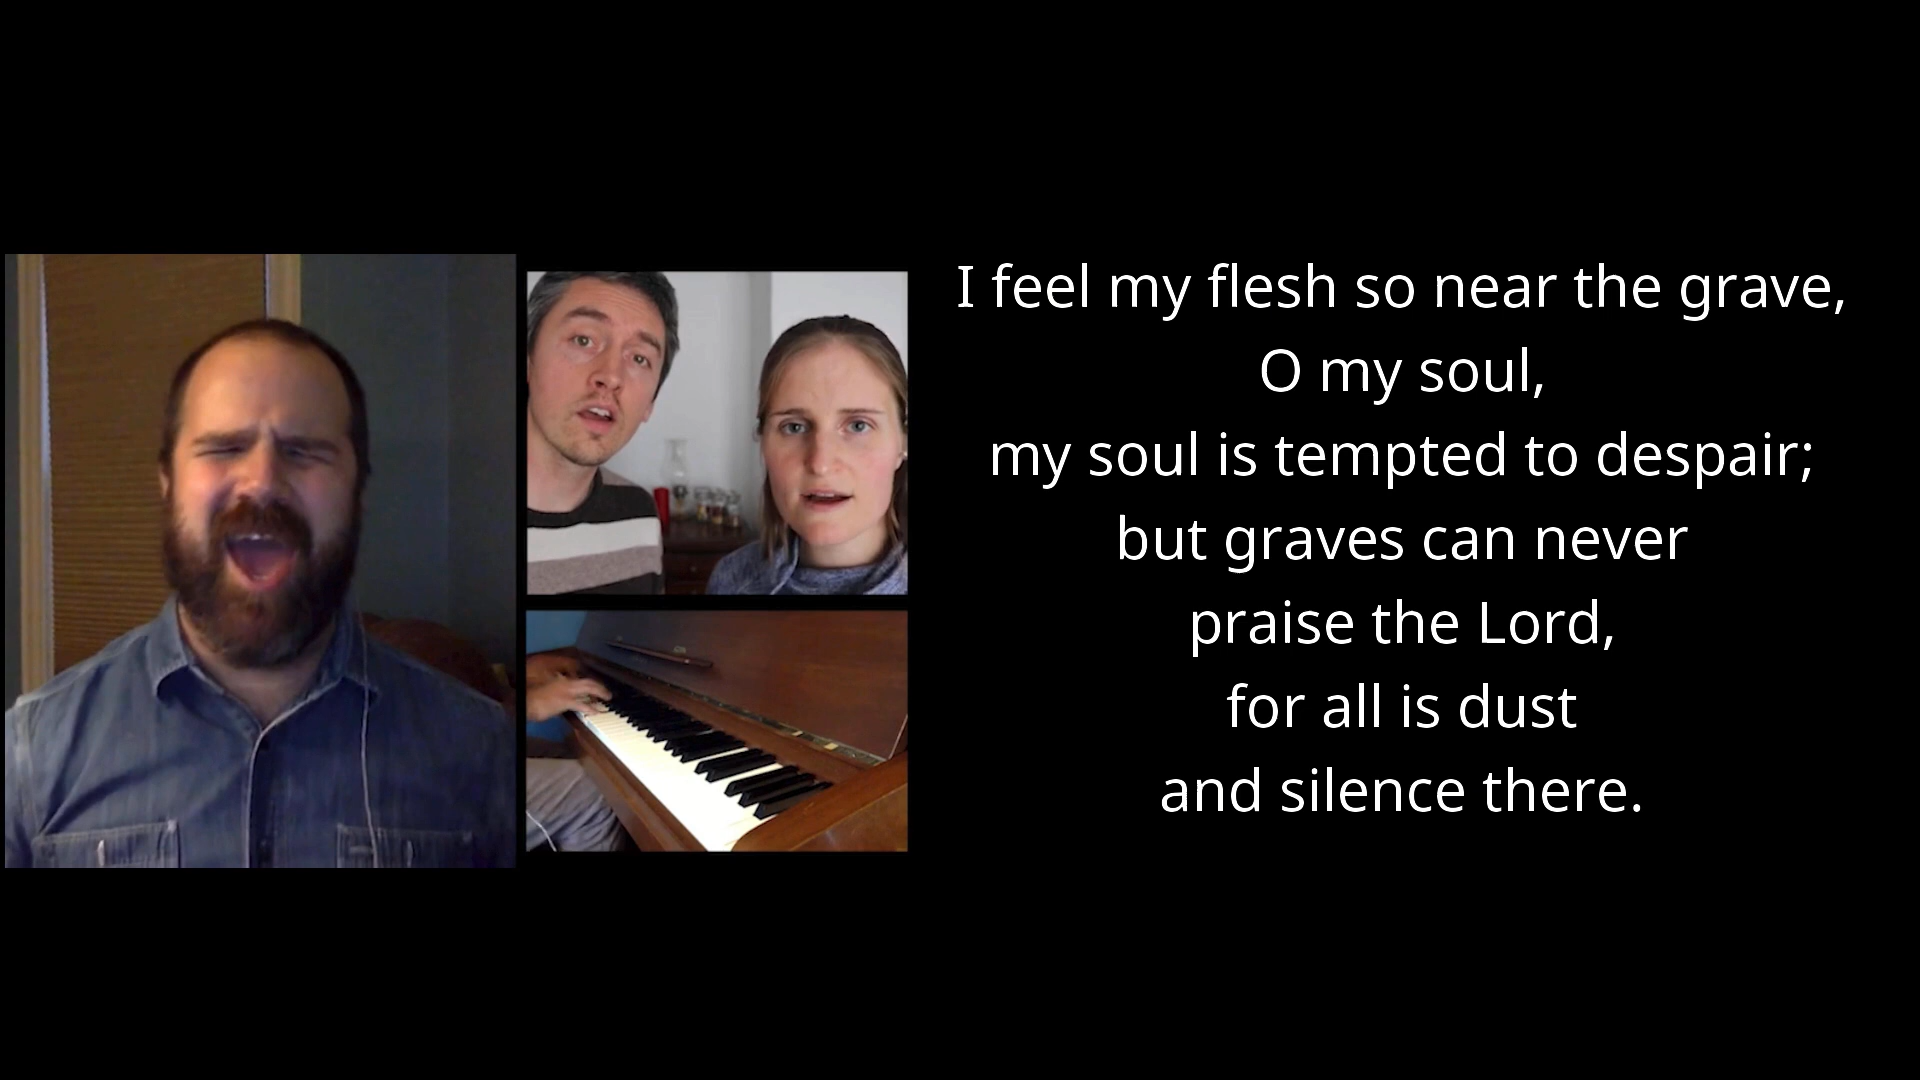 I feel my flesh so near the grave,
O my soul,
my soul is tempted to despair;
but graves can never
praise the Lord,
for all is dust
and silence there.